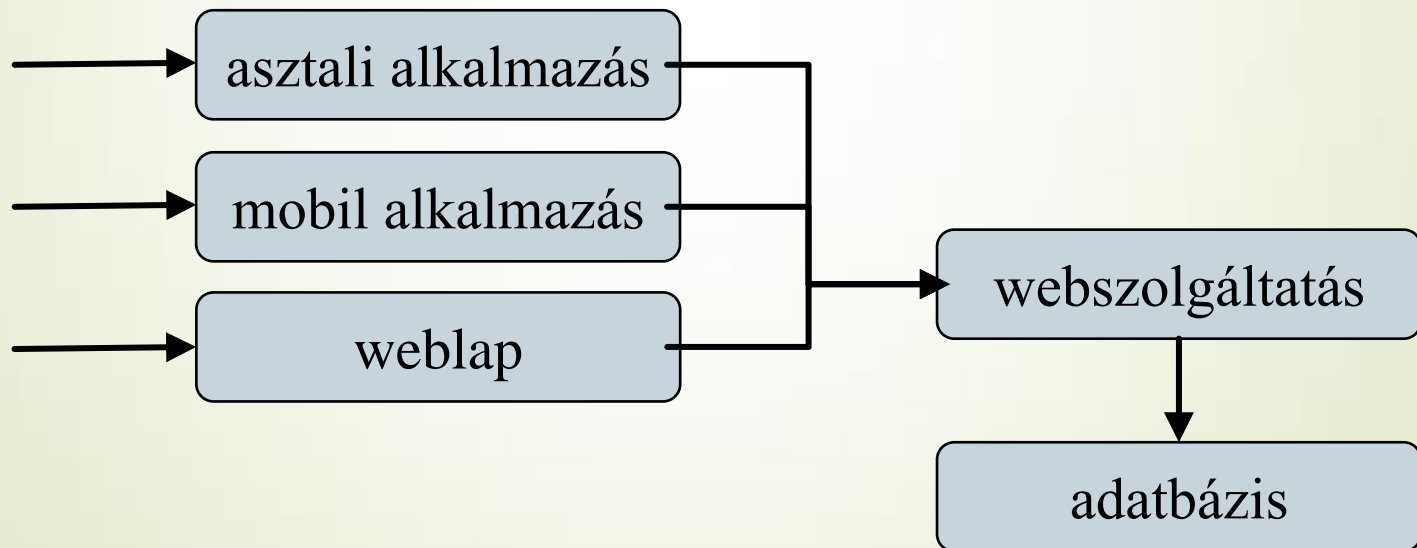 asztali alkalmazás
mobil alkalmazás
weblap
webszolgáltatás
adatbázis